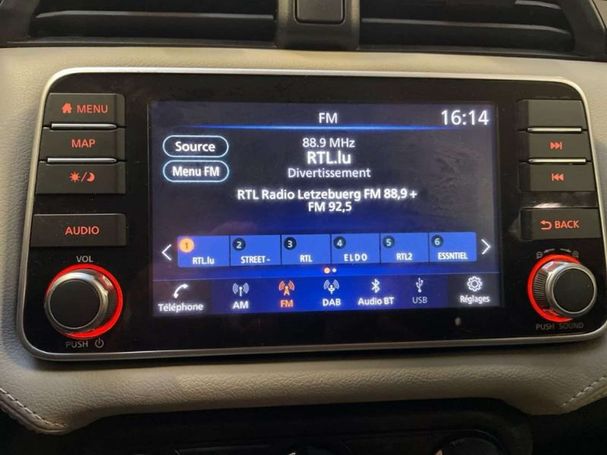 MENU
MAP
AUDIO
VOL
PUSH
FM
16:14
Source
Menu FM
88.9 MHz
RTL.lu
Divertissement
RTL Radio Letzebuerg FM 88,9 +
FM 92,5
1
RTL.lu
2
STREET-
3
RTL
4
ELDO
5
RTL2
6
ESSNTIEL
Téléphone
AM
FM
DAB
Audio BT
USB
Réglages
BACK
PUSH SOUND